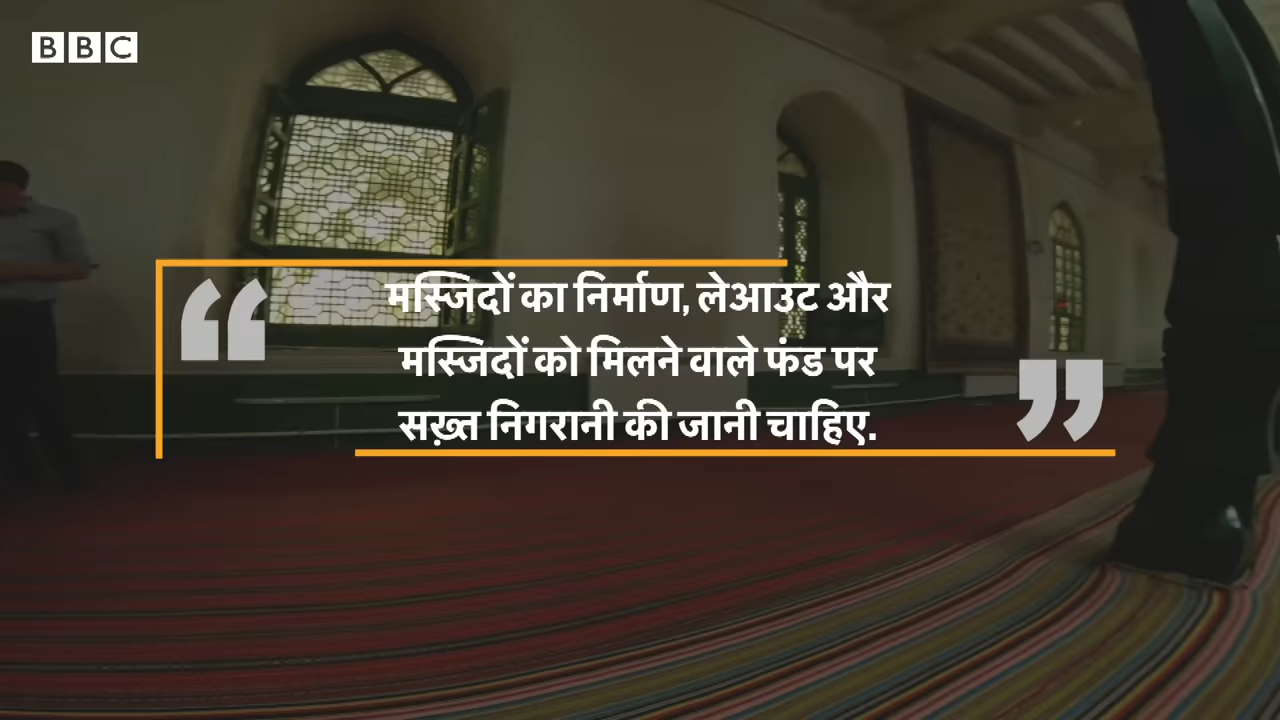 BBC
मस्जिदों का निर्माण, लेआउट और
मस्जिदों को मिलने वाले फंड पर
सख़्त निगरानी की जानी चाहिए.